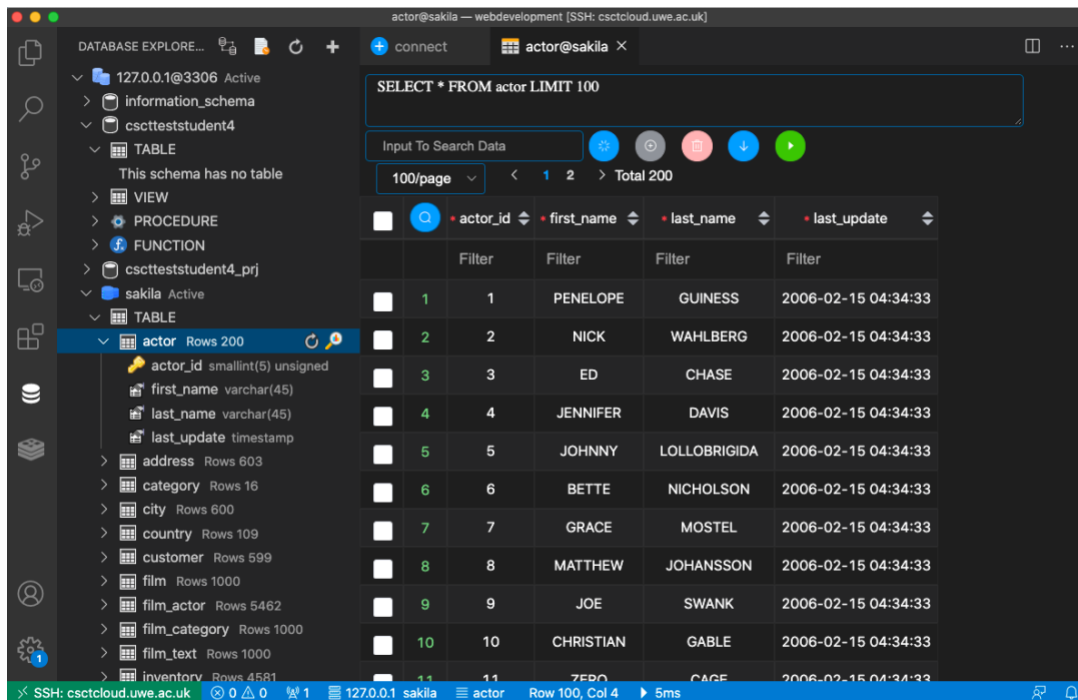 actor@sakila — webdevelopment [SSH: csctcloud.uwe.ac.uk]
DATABASE EXPLORE...
127.0.0.1@3306 Active
information_schema
csctteststudent4
TABLE
This schema has no table
VIEW
PROCEDURE
FUNCTION
csctteststudent4_prj
sakila Active
TABLE
actor Rows 200
actor_id smallint(5) unsigned
first_name varchar(45)
last_name varchar(45)
last_update timestamp
address Rows 603
category Rows 16
city Rows 600
country Rows 109
customer Rows 599
film Rows 1000
film_actor Rows 5462
film_category Rows 1000
film_text Rows 1000
inventory Rows 4581
connect
actor@sakila
SELECT * FROM actor LIMIT 100
Input To Search Data
100/page 1 2 Total 200
* actor_id * first_name * last_name * last_update
Filter Filter Filter Filter
1 1 PENELOPE GUINESS 2006-02-15 04:34:33
2 2 NICK WAHLBERG 2006-02-15 04:34:33
3 3 ED CHASE 2006-02-15 04:34:33
4 4 JENNIFER DAVIS 2006-02-15 04:34:33
5 5 JOHNNY LOLLOBRIGIDA 2006-02-15 04:34:33
6 6 BETTE NICHOLSON 2006-02-15 04:34:33
7 7 GRACE MOSTEL 2006-02-15 04:34:33
8 8 MATTHEW JOHANSSON 2006-02-15 04:34:33
9 9 JOE SWANK 2006-02-15 04:34:33
10 10 CHRISTIAN GABLE 2006-02-15 04:34:33
11 11 ZERO CAGE 2006-02-15 04:34:33
1
SSH: csctcloud.uwe.ac.uk 0 0 1 127.0.0.1 sakila actor Row 100, Col 4 5ms